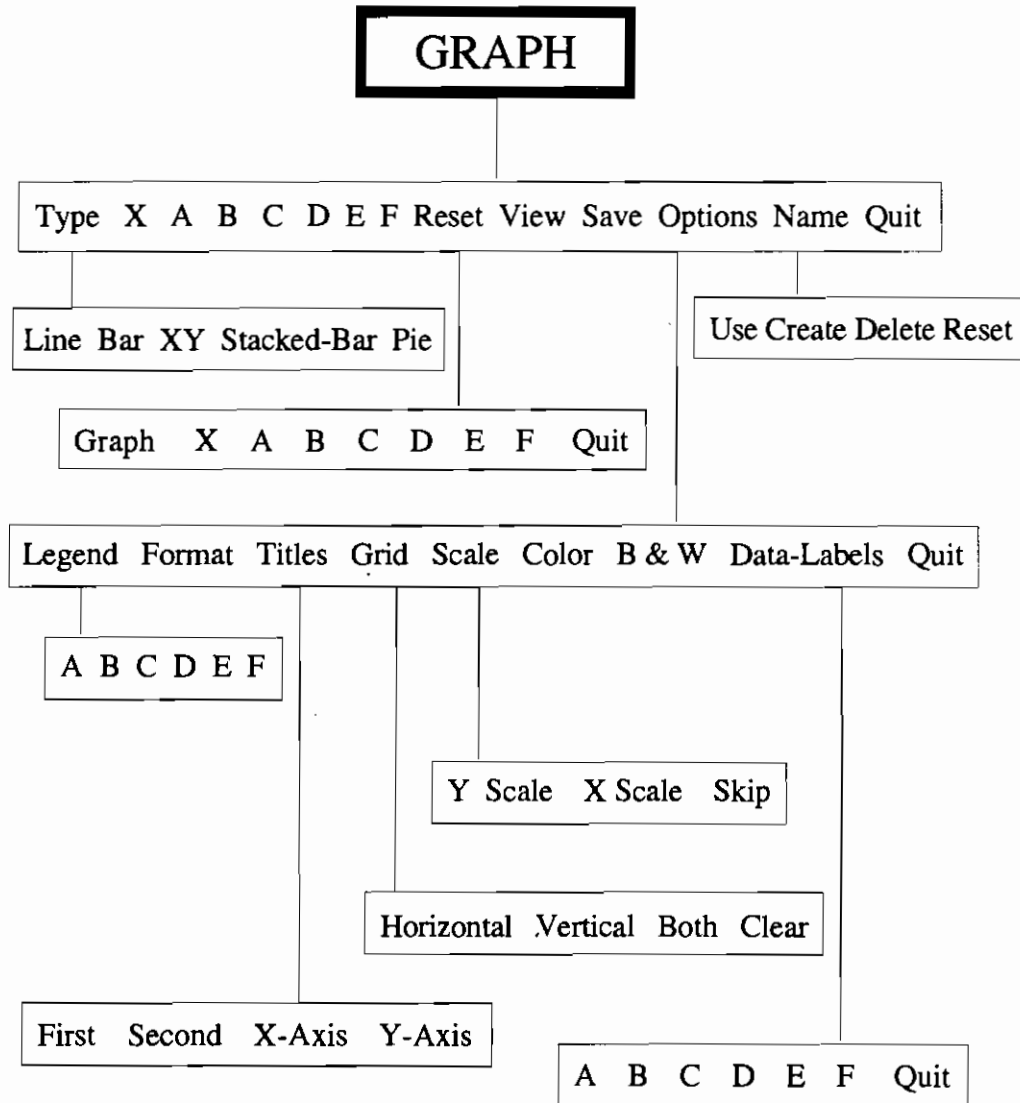 GRAPH
Type X A B C D E F Reset View Save Options Name Quit
Line Bar XY Stacked-Bar Pie
Use Create Delete Reset
Graph X A B C D E F Quit
Legend Format Titles Grid Scale Color B & W Data-Labels Quit
A B C D E F
Y Scale X Scale Skip
Horizontal Vertical Both Clear
First Second X-Axis Y-Axis
A B C D E F Quit